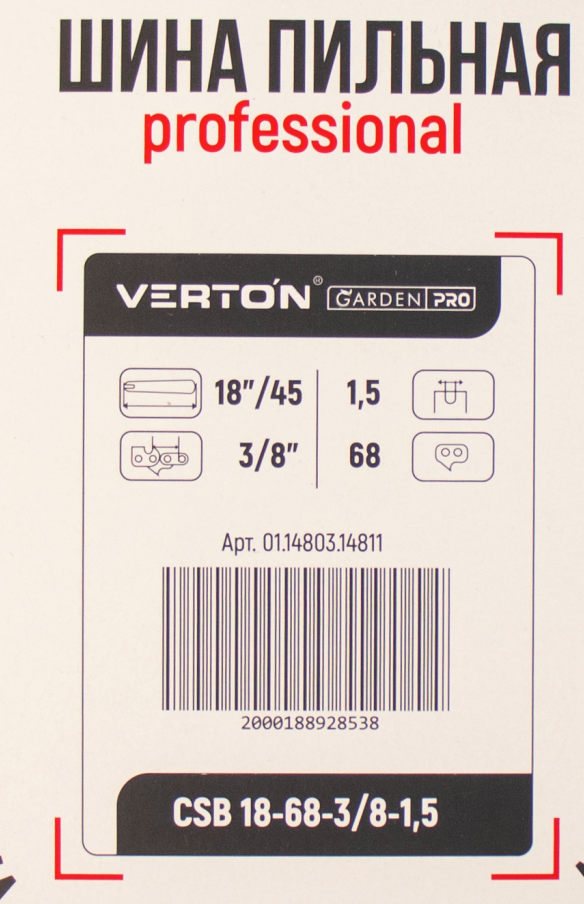 ШИНА ПИЛЬНАЯ
professional
VERTON® GARDEN PRO
18"/45 1,5
3/8" 68
Арт. 01.14803.14811
2000188928538
CSB 18-68-3/8-1,5